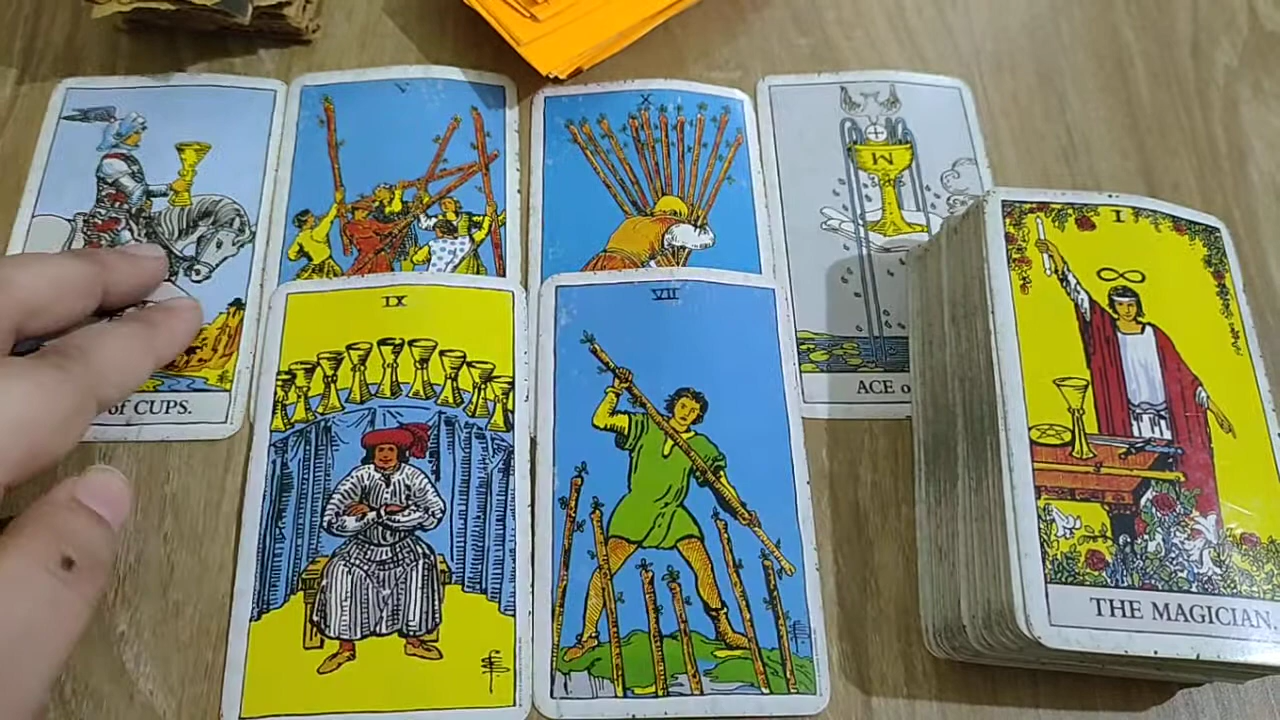 V
X
of CUPS.
ACE o
IX
VII
I
THE MAGICIAN.